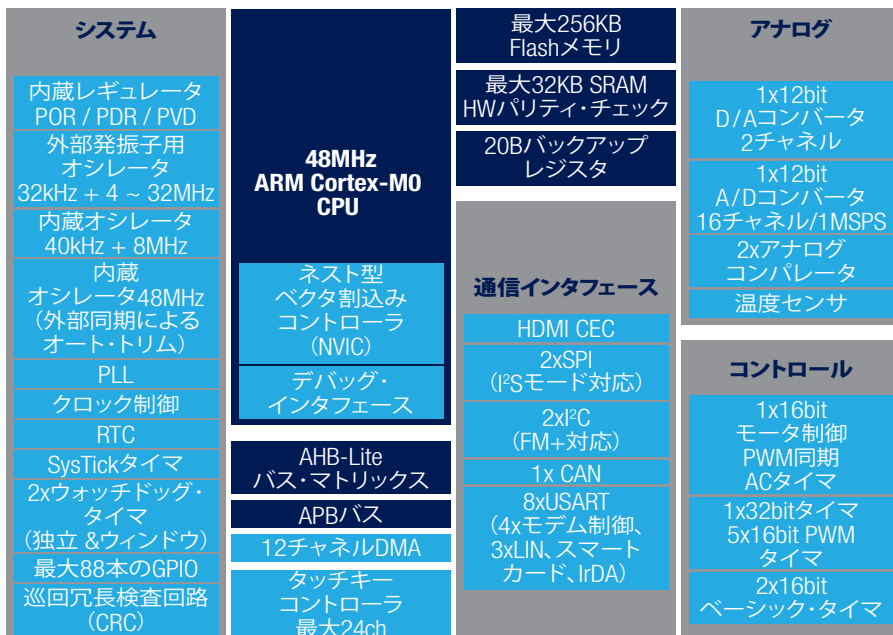 システム
内蔵レギュレータ
POR / PDR / PVD
外部発振子用
オシレータ
32kHz + 4 ~ 32MHz
内蔵オシレータ
40kHz + 8MHz
内蔵
オシレータ48MHz
（外部同期による
オート・トリム）
PLL
クロック制御
RTC
SysTickタイマ
2xウォッチドッグ・
タイマ
（独立 &ウィンドウ）
最大88本のGPIO
巡回冗長検査回路
（CRC）
48MHz
ARM Cortex-M0
CPU
ネスト型
ベクタ割込み
コントローラ
（NVIC）
デバッグ・
インタフェース
AHB-Lite
バス・マトリックス
APBバス
12チャネルDMA
タッチキー
コントローラ
最大24ch
最大256KB
Flashメモリ
最大32KB SRAM
HWパリティ・チェック
20Bバックアップ
レジスタ
通信インタフェース
HDMI CEC
2xSPI
（I²Sモード対応）
2xI²C
（FM+対応）
1x CAN
8xUSART
（4xモデム制御、
3xLIN、スマート
カード、IrDA）
アナログ
1x12bit
D/Aコンバータ
2チャネル
1x12bit
A/Dコンバータ
16チャネル/1MSPS
2xアナログ
コンパレータ
温度センサ
コントロール
1x16bit
モータ制御
PWM同期
ACタイマ
1x32bitタイマ
5x16bit PWM
タイマ
2x16bit
ベーシック・タイマ